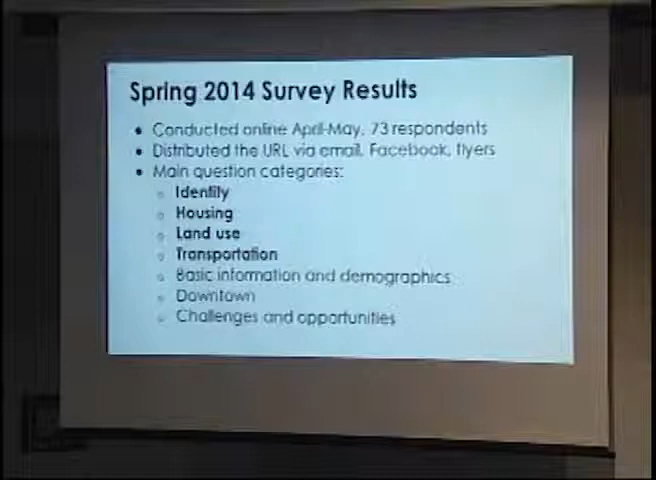 Spring 2014 Survey Results
● Conducted online April-May, 73 respondents
● Distributed the URL via email, Facebook, flyers
● Main question categories:
○ Identity
○ Housing
○ Land use
○ Transportation
○ Basic information and demographics
○ Downtown
○ Challenges and opportunities